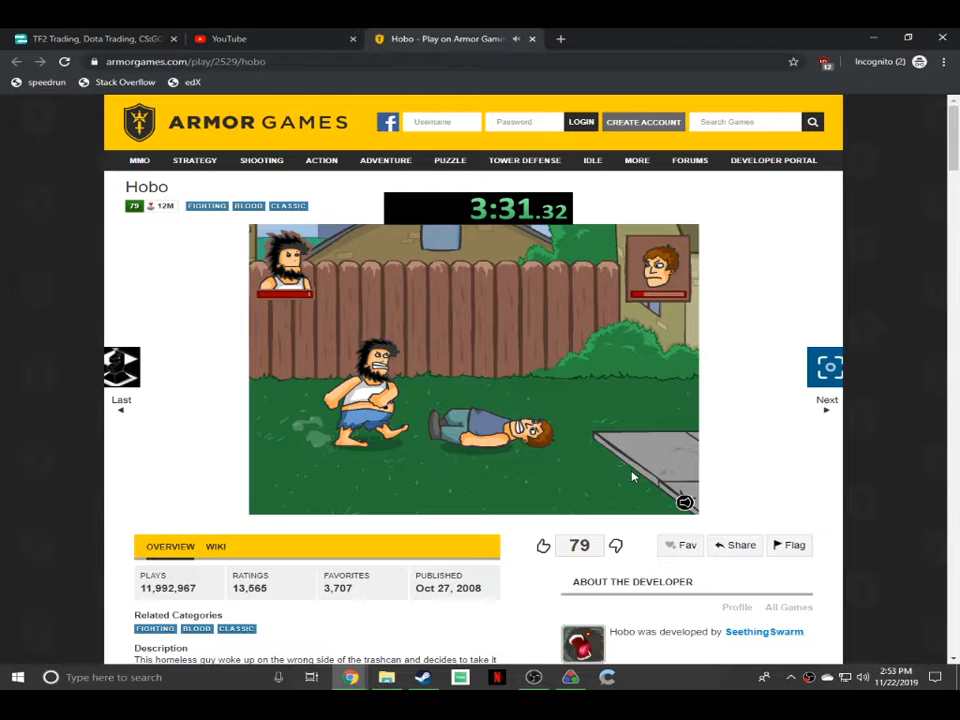 TF2 Trading, Dota Trading, CS:GO
YouTube
Hobo - Play on Armor Game
armorgames.com/play/2529/hobo
12
Incognito (2)
speedrun
Stack Overflow
edX
ARMOR GAMES
Username
Password
LOGIN
CREATE ACCOUNT
Search Games
MMO
STRATEGY
SHOOTING
ACTION
ADVENTURE
PUZZLE
TOWER DEFENSE
IDLE
MORE
FORUMS
DEVELOPER PORTAL
Hobo
79
12M
FIGHTING
BLOOD
CLASSIC
3:31.32
Last
Next
OVERVIEW
WIKI
79
Fav
Share
Flag
PLAYS
RATINGS
FAVORITES
PUBLISHED
11,992,967
13,565
3,707
Oct 27, 2008
ABOUT THE DEVELOPER
Profile
All Games
Related Categories
FIGHTING
BLOOD
CLASSIC
Hobo was developed by SeethingSwarm.
Description
This homeless guy woke up on the wrong side of the trashcan and decides to take it
Type here to search
2:53 PM
11/22/2019